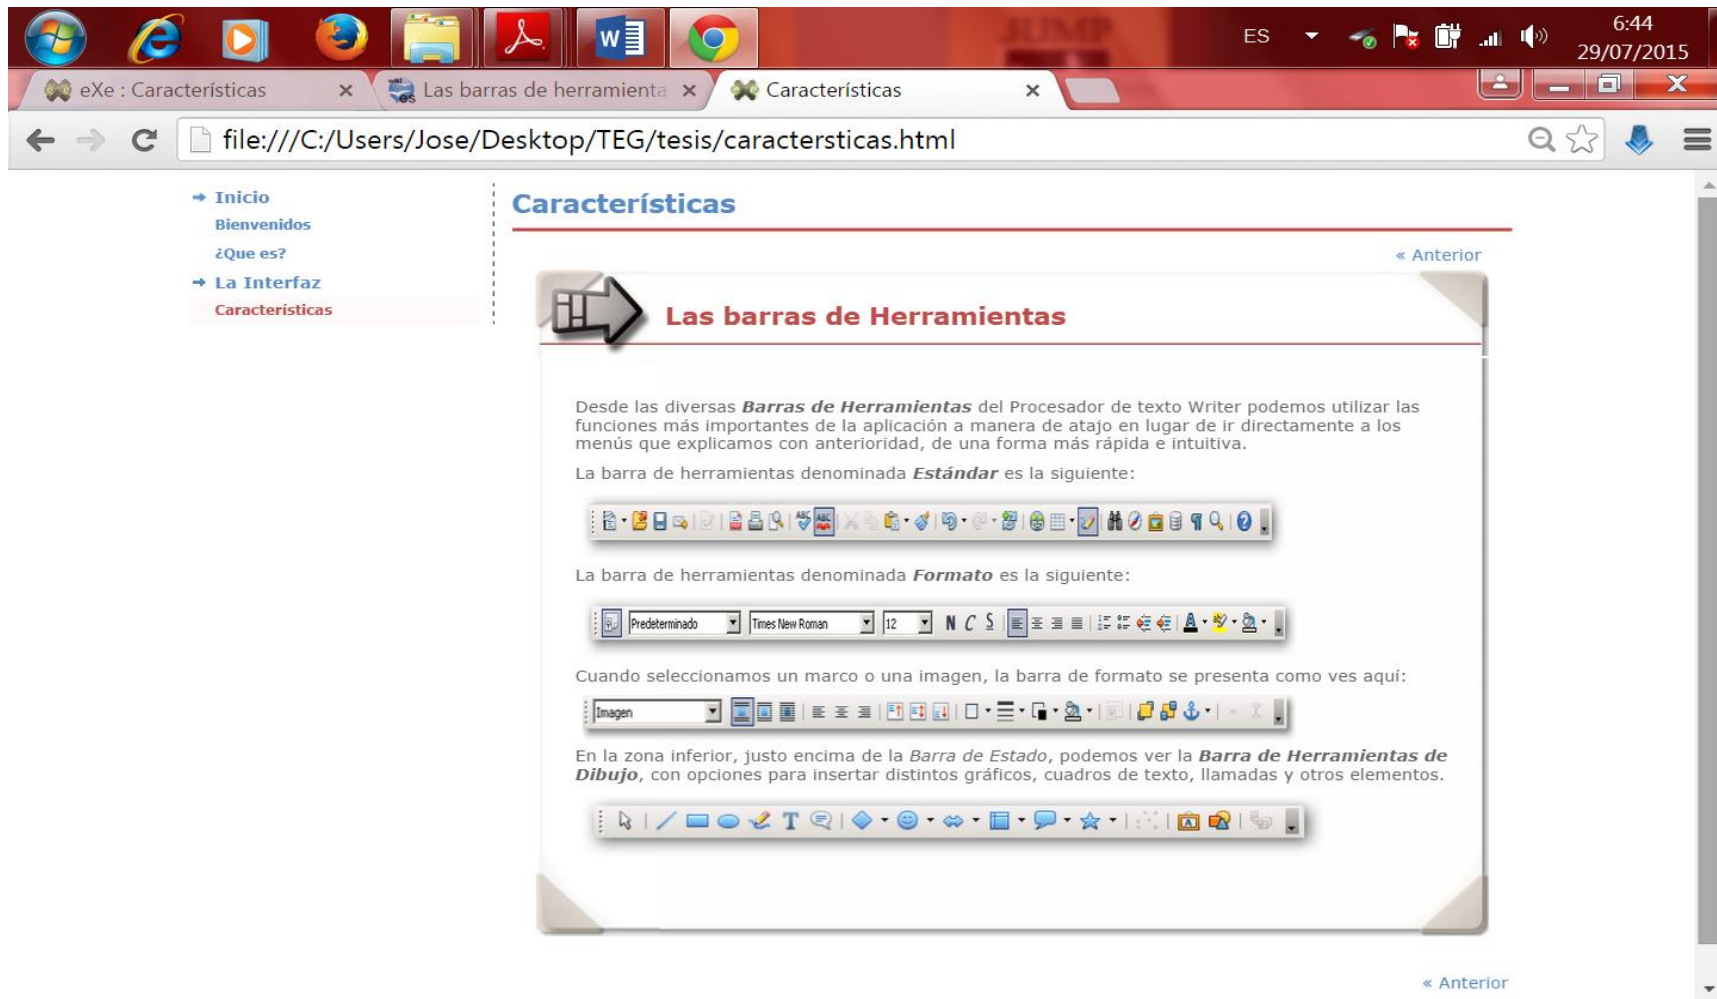 JUMP
ES
6:44
29/07/2015
eXe : Características
Las barras de herramienta
Características
file:///C:/Users/Jose/Desktop/TEG/tesis/caractersticas.html
Inicio
Bienvenidos
¿Que es?
La Interfaz
Características
Características
« Anterior
Las barras de Herramientas
Desde las diversas Barras de Herramientas del Procesador de texto Writer podemos utilizar las
funciones más importantes de la aplicación a manera de atajo en lugar de ir directamente a los
menús que explicamos con anterioridad, de una forma más rápida e intuitiva.
La barra de herramientas denominada Estándar es la siguiente:
La barra de herramientas denominada Formato es la siguiente:
Predeterminado Times New Roman 12 N C S
Cuando seleccionamos un marco o una imagen, la barra de formato se presenta como ves aquí:
Imagen
En la zona inferior, justo encima de la Barra de Estado, podemos ver la Barra de Herramientas de
Dibujo, con opciones para insertar distintos gráficos, cuadros de texto, llamadas y otros elementos.
« Anterior